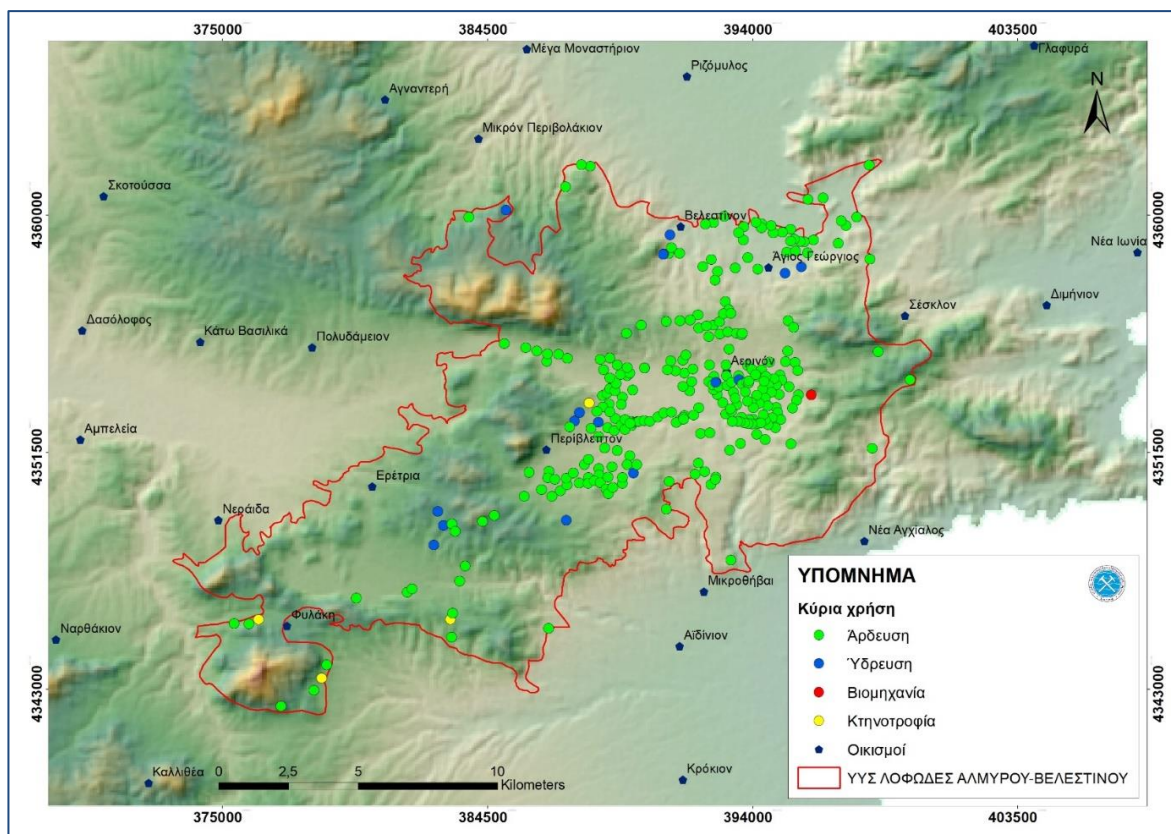 375000 384500 394000 403500
Μέγα Μοναστήριον
Γλαφυρά
Ριζόμυλος
Αγναντερή
N
Μικρόν Περιβολάκιον
Σκοτούσσα
4360000 4360000
Βελεστίνον
Νέα Ιωνία
Άγιος Γεώργιος
Διμήνιον
Σέσκλον
Δασόλοφος
Κάτω Βασιλικά
Πολυδάμειον
Αερινόν
Αμπελεία
4351500 4351500
Περίβλεπτον
Ερέτρια
Νεράιδα
Νέα Αγχίαλος
Μικροθήβαι
Φυλάκη
Ναρθάκιον
Αϊδίνιον
4343000 4343000
Καλλιθέα
Κρόκιον
ΥΠΟΜΝΗΜΑ
Κύρια χρήση
Άρδευση
Ύδρευση
Βιομηχανία
Κτηνοτροφία
Οικισμοί
ΥΥΣ ΛΟΦΩΔΕΣ ΑΛΜΥΡΟΥ-ΒΕΛΕΣΤΙΝΟΥ
0 2,5 5 10
Kilometers
375000 384500 394000 403500